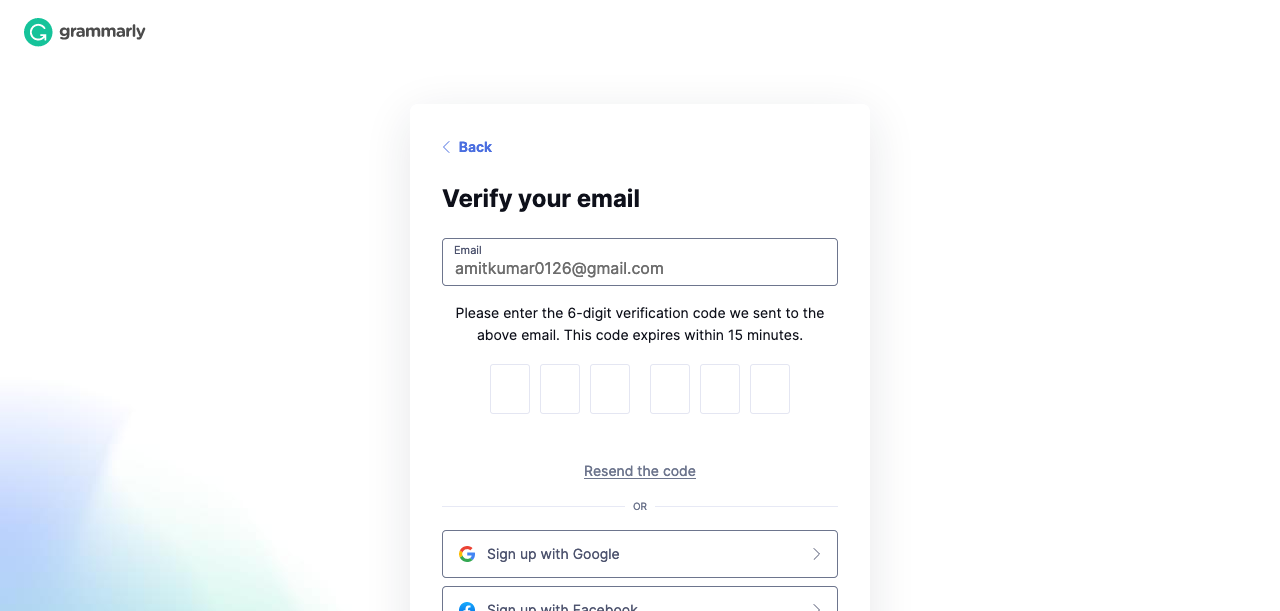 grammarly
Back
Verify your email
Email
amitkumar0126@gmail.com
Please enter the 6-digit verification code we sent to the
above email. This code expires within 15 minutes.
Resend the code
OR
Sign up with Google
Sign up with Facebook